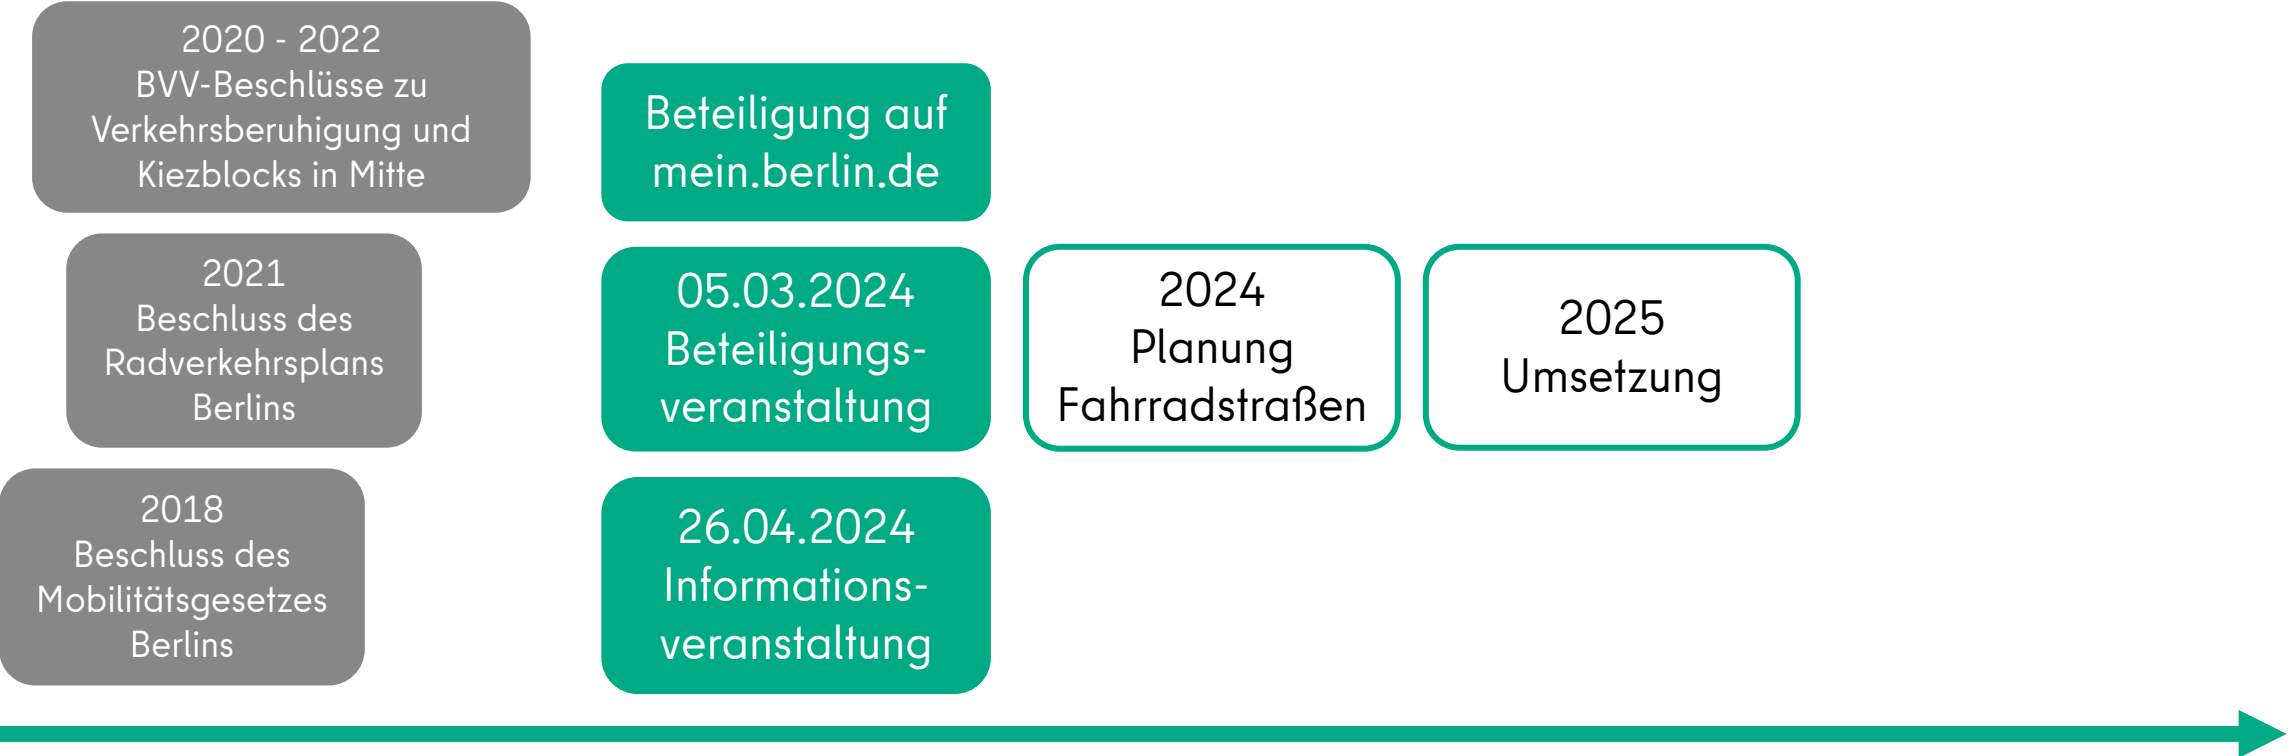 2020 - 2022
BVV-Beschlüsse zu
Verkehrsberuhigung und
Kiezblocks in Mitte
2021
Beschluss des
Radverkehrsplans
Berlins
2018
Beschluss des
Mobilitätsgesetzes
Berlins
Beteiligung auf
mein.berlin.de
05.03.2024
Beteiligungs-
veranstaltung
26.04.2024
Informations-
veranstaltung
2024
Planung
Fahrradstraßen
2025
Umsetzung